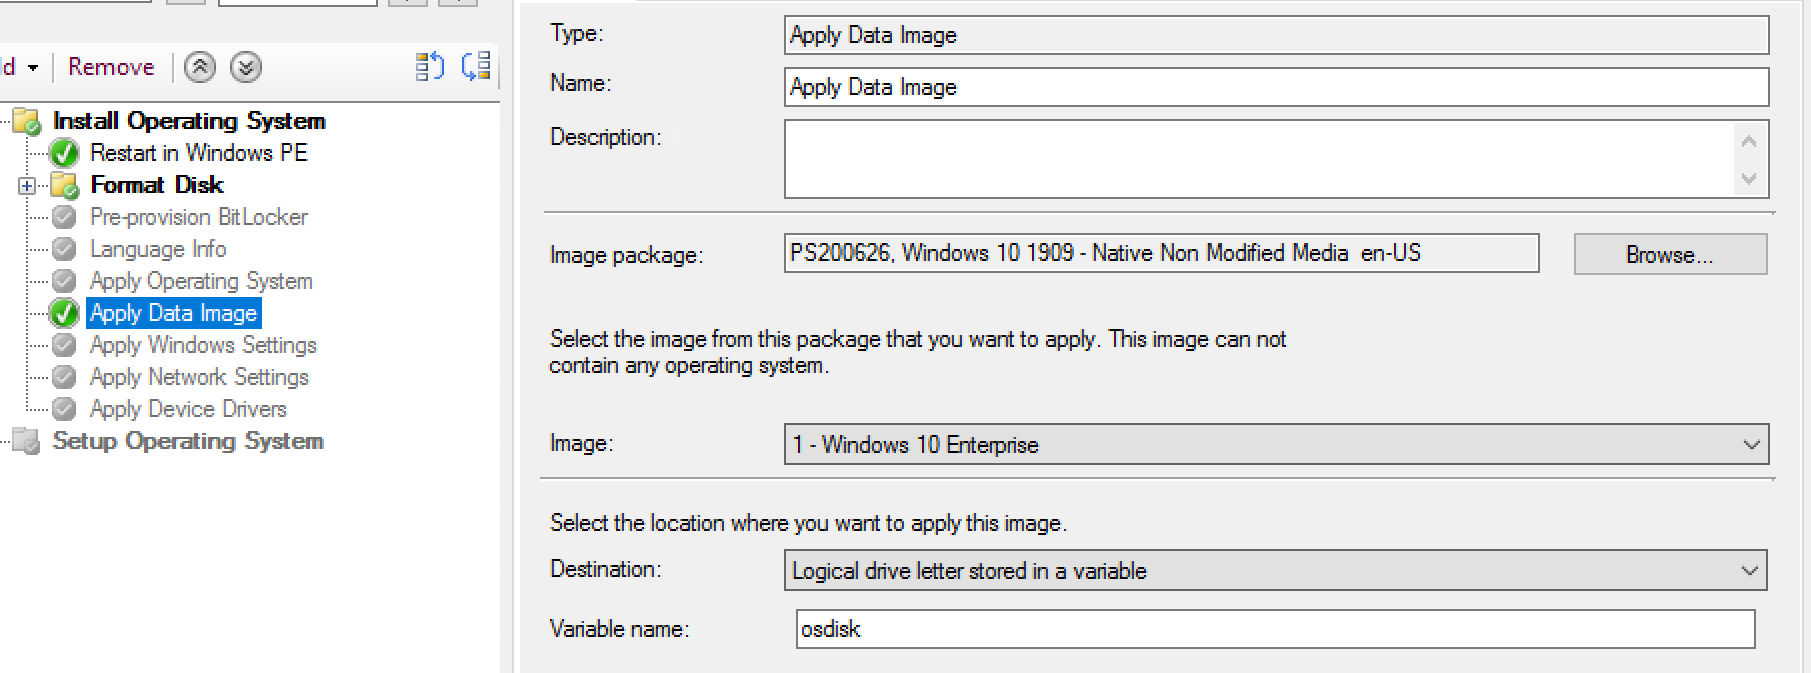 d
Remove
Install Operating System
Restart in Windows PE
Format Disk
Pre-provision BitLocker
Language Info
Apply Operating System
Apply Data Image
Apply Windows Settings
Apply Network Settings
Apply Device Drivers
Setup Operating System
Type: Apply Data Image
Name: Apply Data Image
Description:
Image package: PS200626, Windows 10 1909 - Native Non Modified Media  en-US Browse...
Select the image from this package that you want to apply. This image can not
contain any operating system.
Image: 1 - Windows 10 Enterprise
Select the location where you want to apply this image.
Destination: Logical drive letter stored in a variable
Variable name: osdisk